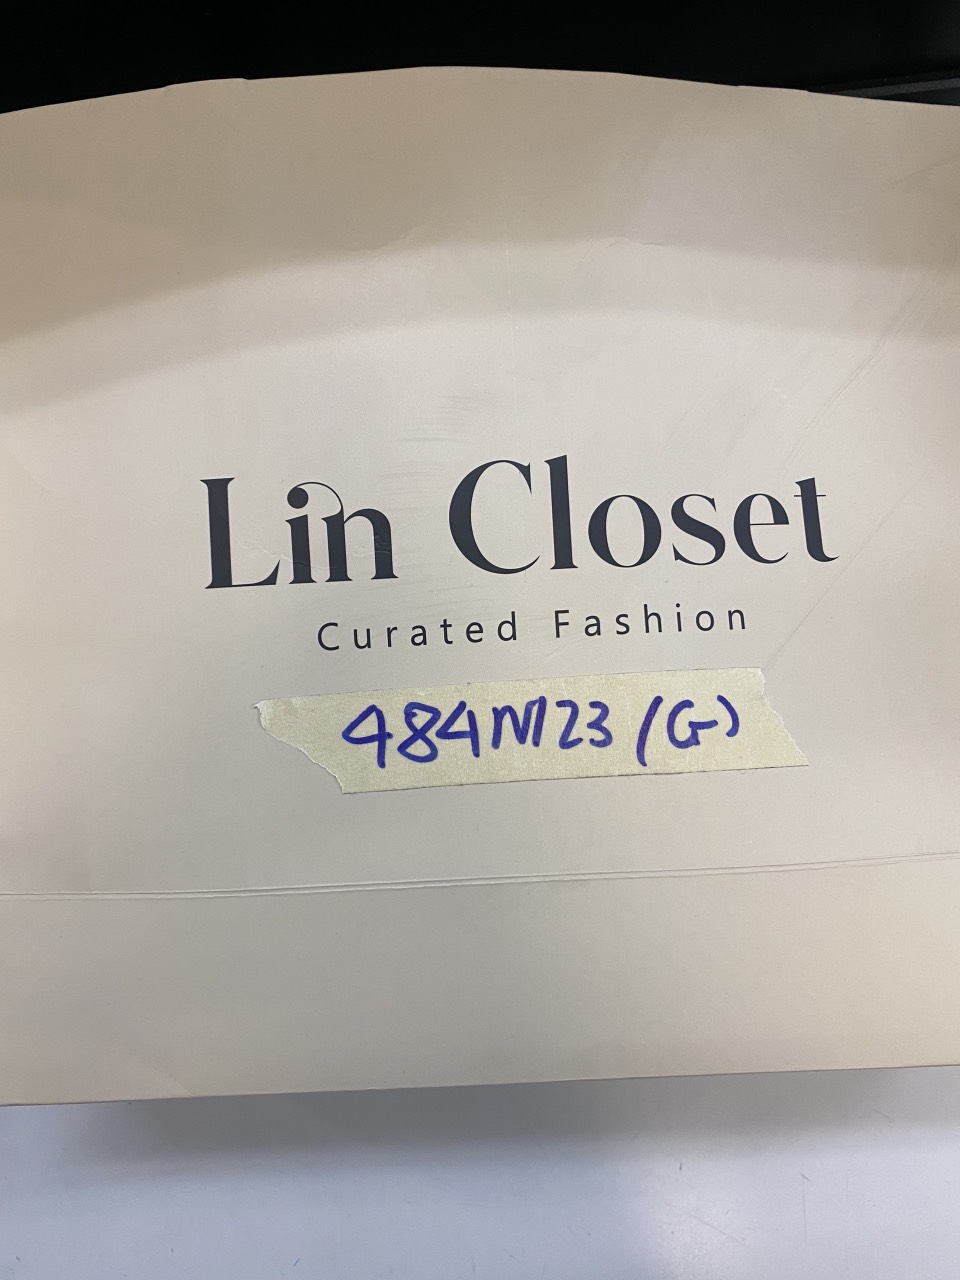 Lin Closet
Curated Fashion
484M23 (G)